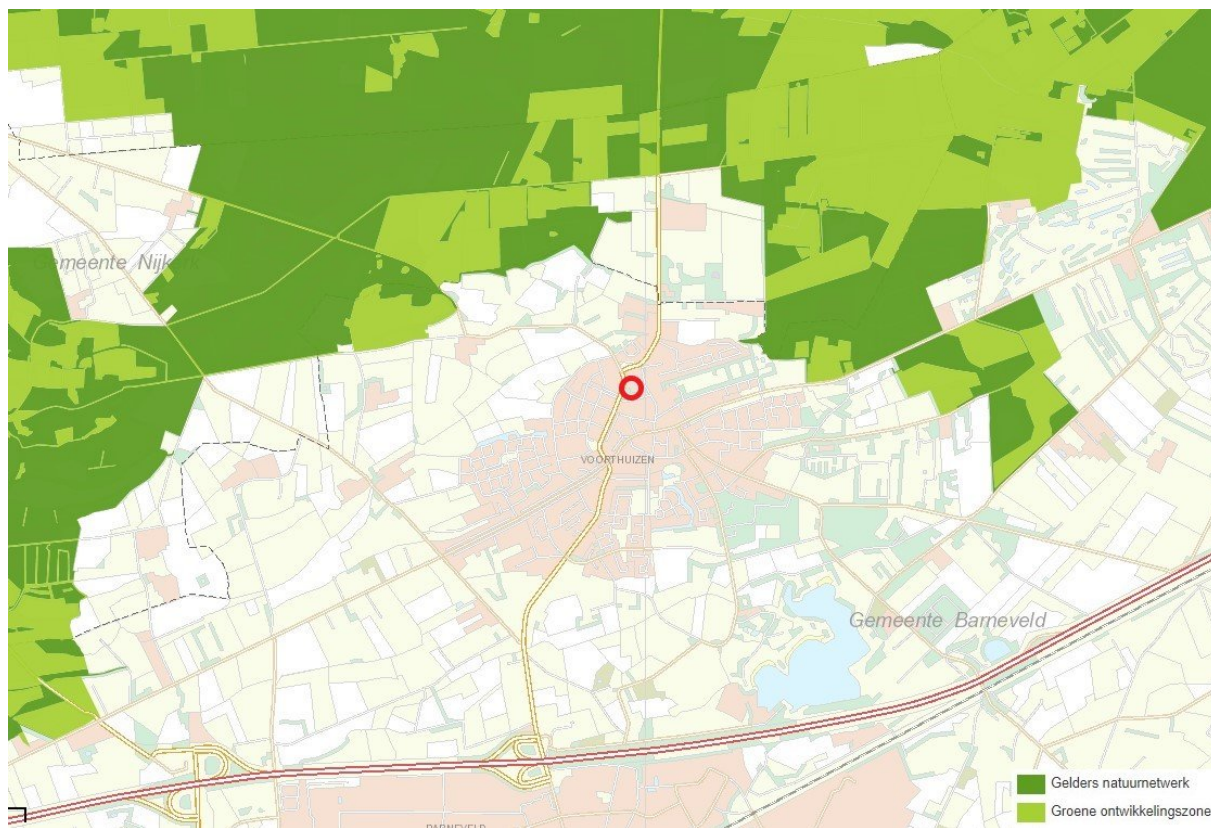 Gemeente Nijkerk
VOORTHUIZEN
Gemeente Barneveld
Gelders natuurnetwerk
Groene ontwikkelingszone
BARNEVELD